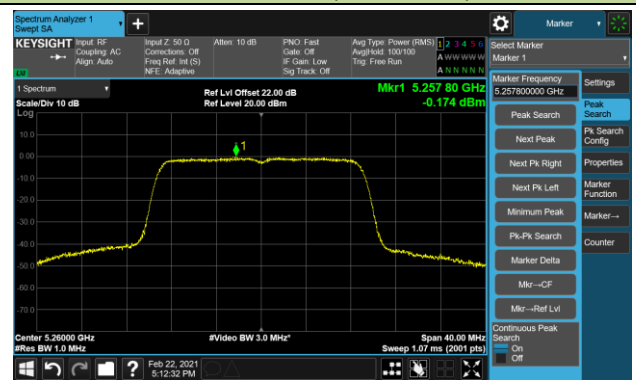 Spectrum Analyzer 1
Swept SA
+
Marker
KEYSIGHT
Input: RF
Coupling: AC
Align: Auto
Input Z: 50 Ω
Corrections: Off
Freq Ref: Int (S)
NFE: Adaptive
Atten: 10 dB
PNO: Fast
Gate: Off
IF Gain: Low
Sig Track: Off
Avg Type: Power (RMS)
Avg|Hold: 100/100
Trig: Free Run
1 2 3 4 5 6
A W W W W W
A N N N N N
LXI
Select Marker
Marker 1
1 Spectrum
Scale/Div 10 dB
Log
Ref Lvl Offset 22.00 dB
Ref Level 20.00 dBm
Mkr1 5.257 80 GHz
-0.174 dBm
10.0
0.00
-10.0
-20.0
-30.0
-40.0
-50.0
-60.0
-70.0
1
Center 5.26000 GHz
#Res BW 1.0 MHz
#Video BW 3.0 MHz*
Span 40.00 MHz
Sweep 1.07 ms (2001 pts)
Marker Frequency
5.257800000 GHz
Peak Search
Next Peak
Next Pk Right
Next Pk Left
Minimum Peak
Pk-Pk Search
Marker Delta
Mkr→CF
Mkr→Ref Lvl
Continuous Peak
Search
On
Off
Settings
Peak
Search
Pk Search
Config
Properties
Marker
Function
Marker→
Counter
?
Feb 22, 2021
5:12:32 PM